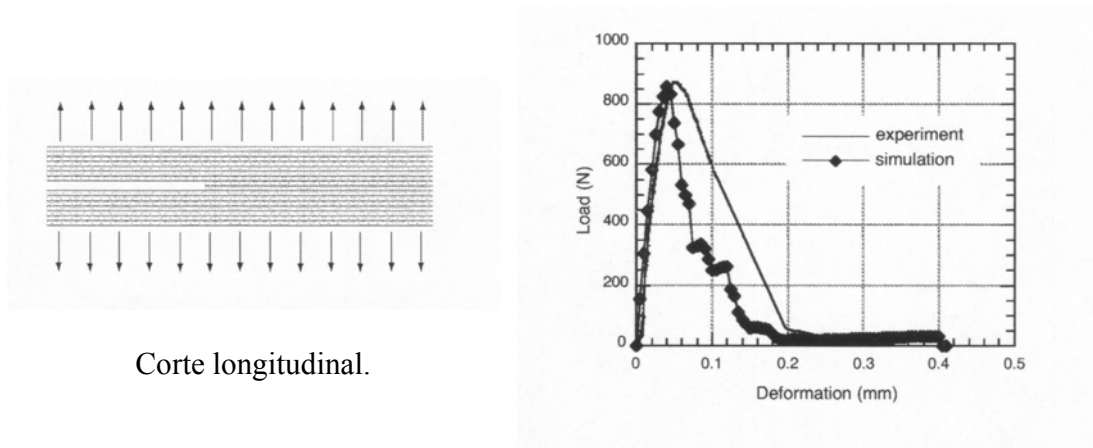 Corte longitudinal.
1000
800
600
400
200
0
Load (N)
experiment
simulation
0
0.1
0.2
0.3
0.4
0.5
Deformation (mm)